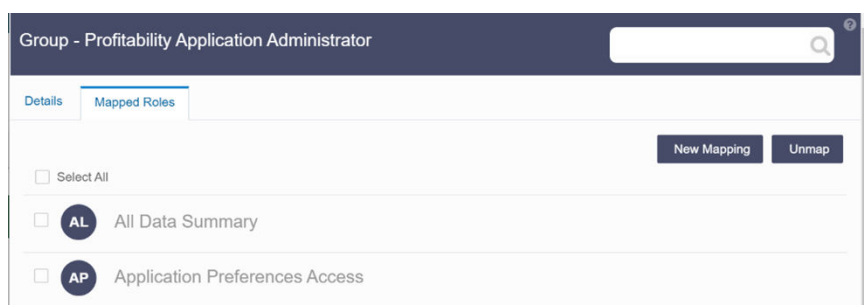 Group - Profitability Application Administrator
?
Details Mapped Roles
New Mapping Unmap
Select All
AL All Data Summary
AP Application Preferences Access